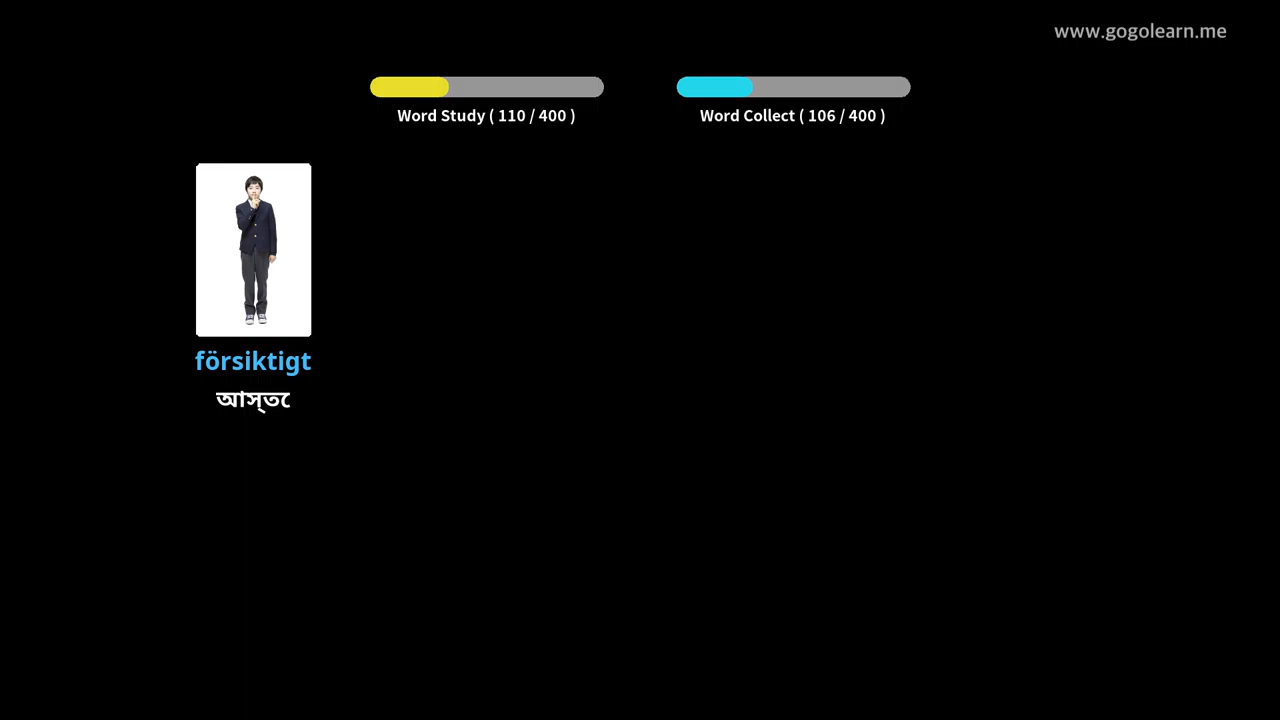 www.gogolearn.me
Word Study ( 110 / 400 )
Word Collect ( 106 / 400 )
försiktigt
আস্তে